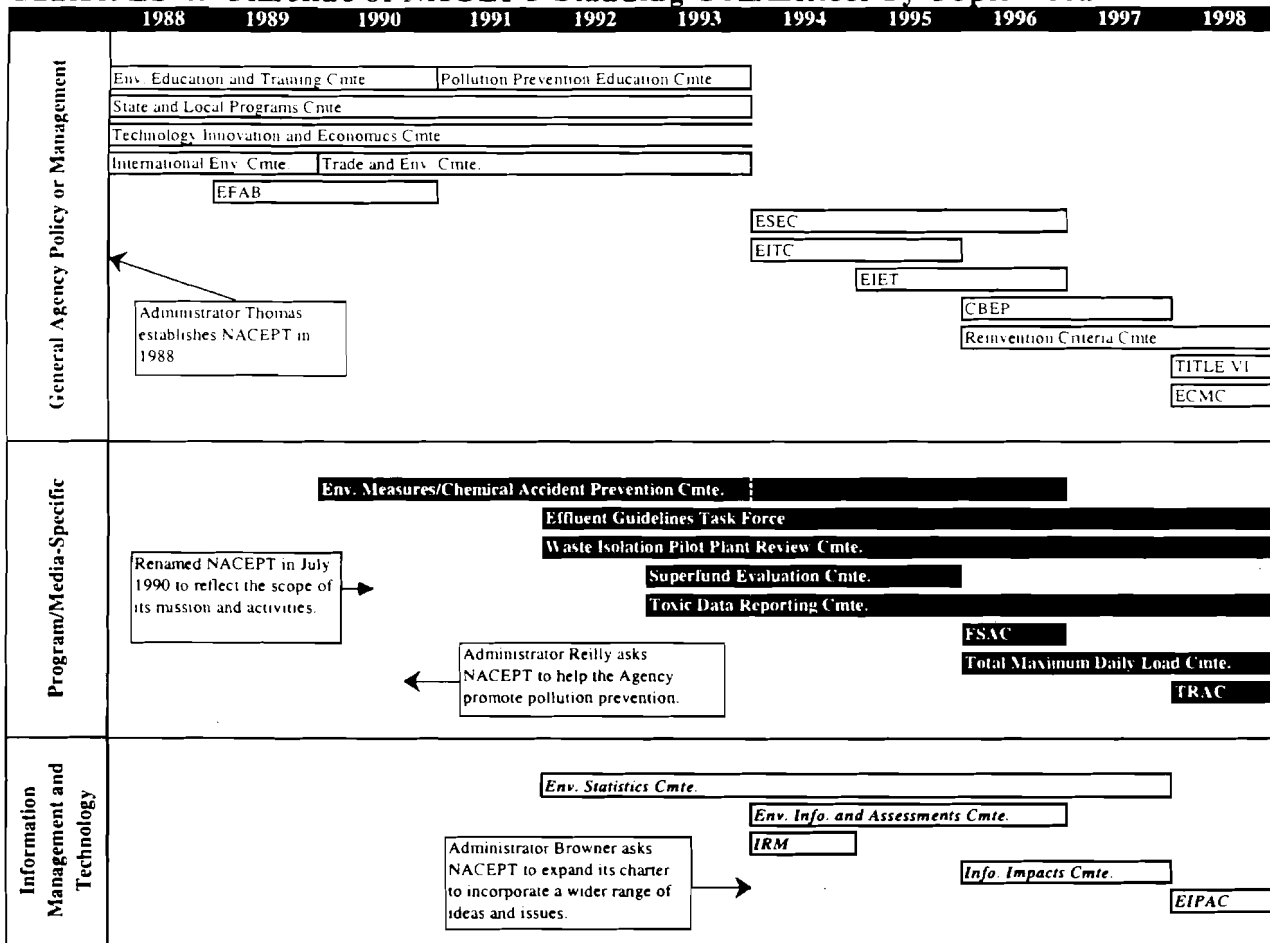 1988 1989 1990 1991 1992 1993 1994 1995 1996 1997 1998
General Agency Policy or Management
Env. Education and Training Cmte
Pollution Prevention Education Cmte
State and Local Programs Cmte
Technology Innovation and Economics Cmte
International Env. Cmte.
Trade and Env. Cmte.
EFAB
ESEC
EITC
EIET
Administrator Thomas
establishes NACEPT in
1988
CBEP
Reinvention Criteria Cmte
TITLE VI
ECMC
Program/Media-Specific
Env. Measures/Chemical Accident Prevention Cmte.
Effluent Guidelines Task Force
Waste Isolation Pilot Plant Review Cmte.
Renamed NACEPT in July
1990 to reflect the scope of
its mission and activities.
Superfund Evaluation Cmte.
Toxic Data Reporting Cmte.
FSAC
Administrator Reilly asks
NACEPT to help the Agency
promote pollution prevention.
Total Maximum Daily Load Cmte.
TRAC
Information
Management and
Technology
Env. Statistics Cmte.
Env. Info. and Assessments Cmte.
IRM
Administrator Browner asks
NACEPT to expand its charter
to incorporate a wider range of
ideas and issues.
Info. Impacts Cmte.
EIPAC